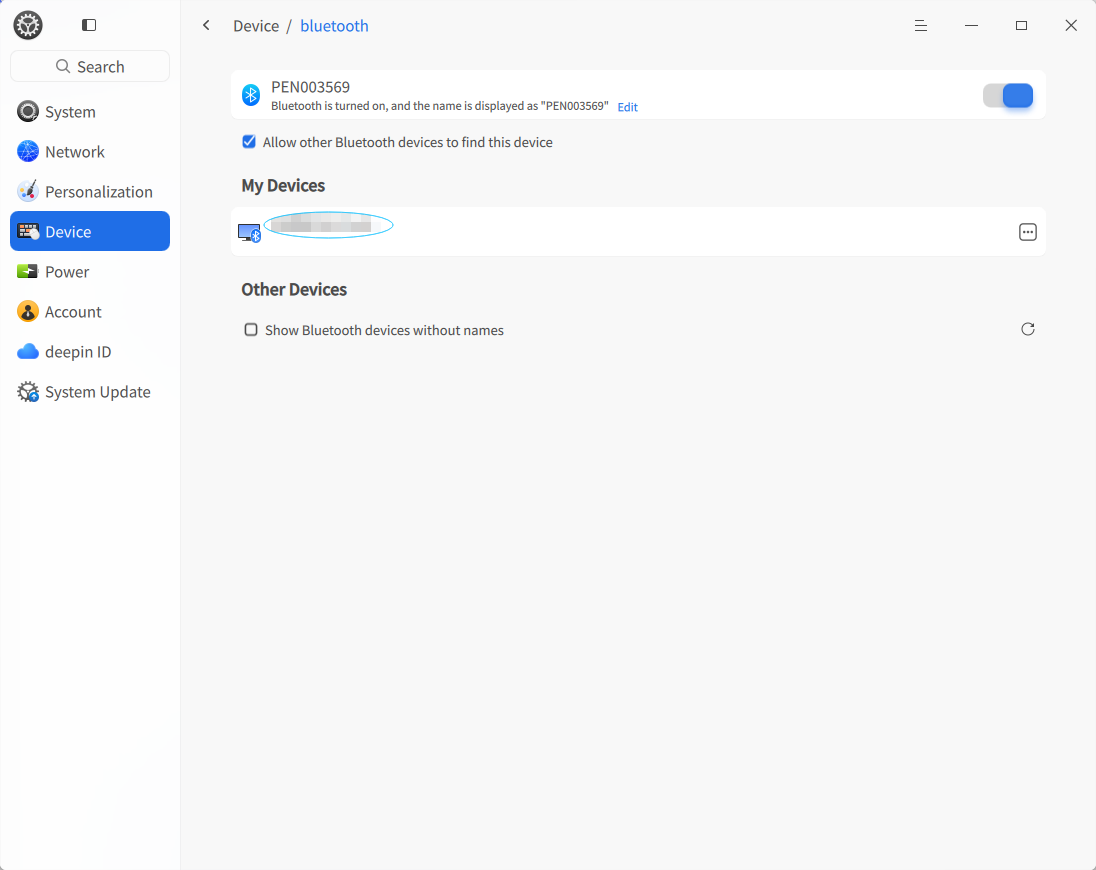 Device / bluetooth
Search
System
Network
Personalization
Device
Power
Account
deepin ID
System Update
PEN003569
Bluetooth is turned on, and the name is displayed as "PEN003569" Edit
Allow other Bluetooth devices to find this device
My Devices
Other Devices
Show Bluetooth devices without names